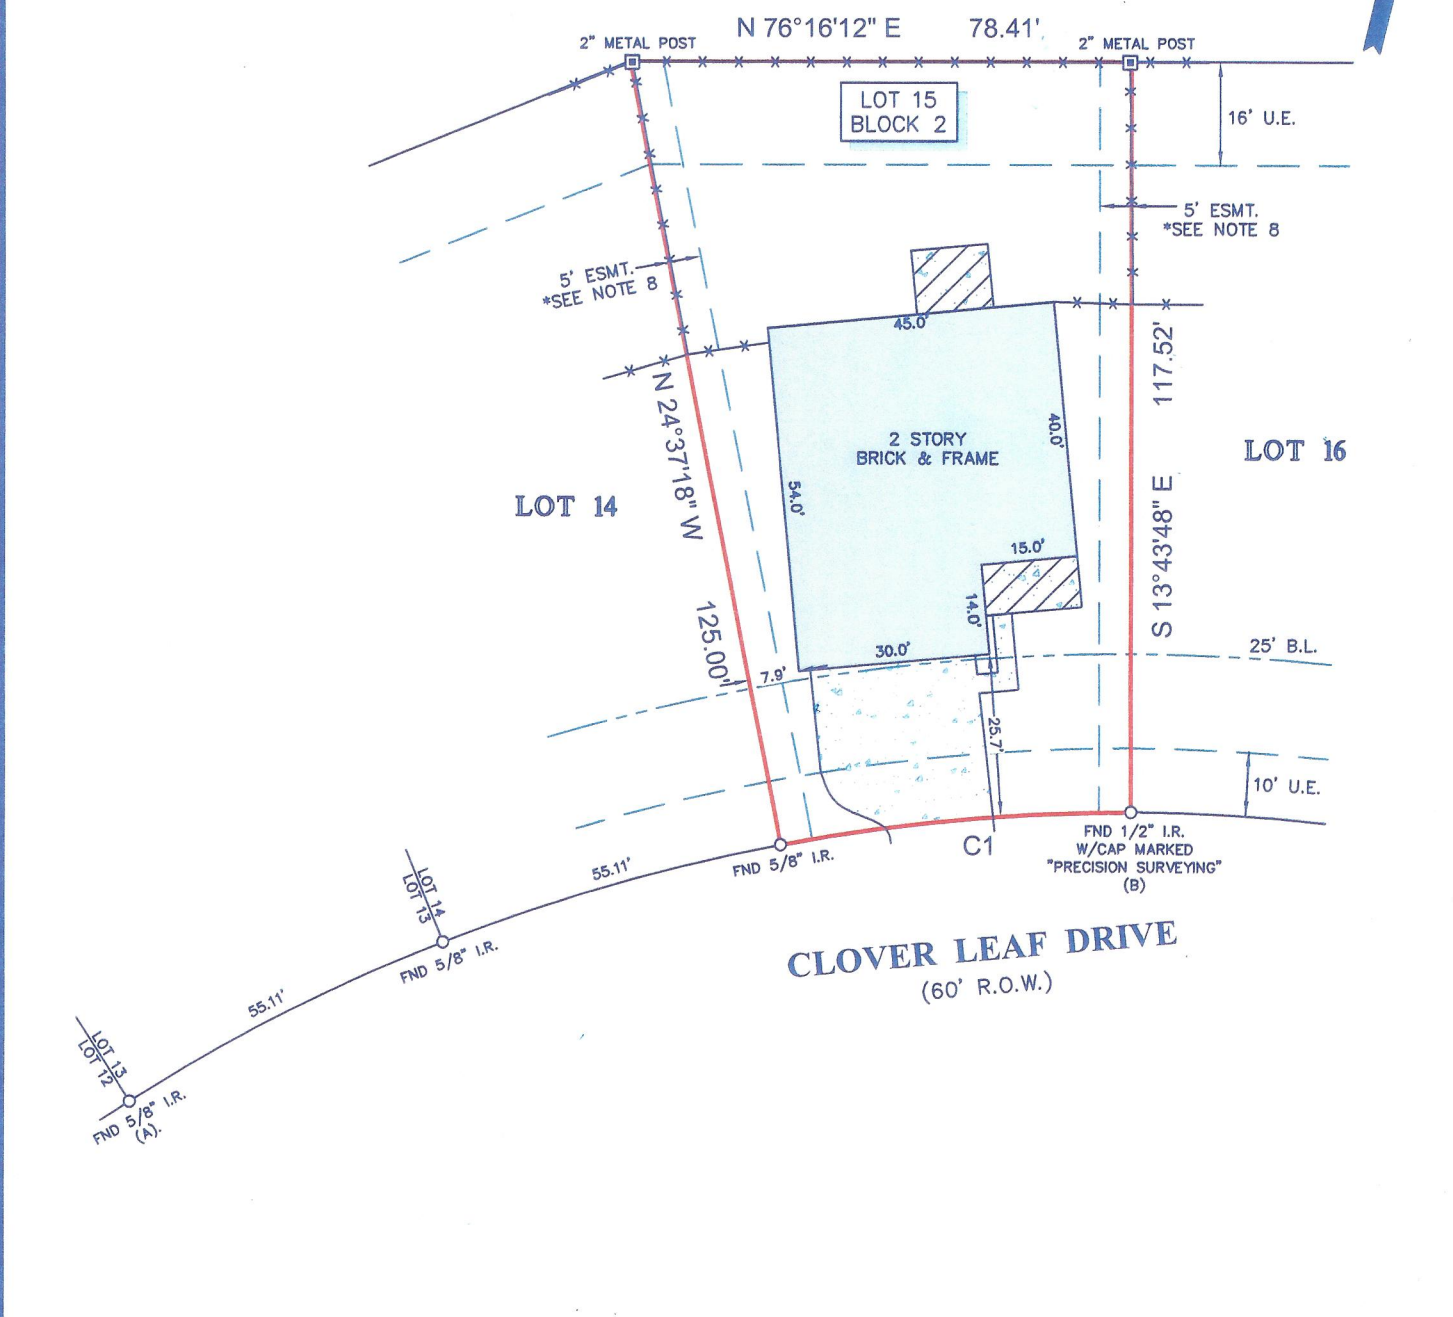 N 76°16'12" E 78.41'
2" METAL POST
2" METAL POST
LOT 15
BLOCK 2
16' U.E.
5' ESMT.
*SEE NOTE 8
5' ESMT.
*SEE NOTE 8
45.0'
117.52'
N 24°37'18" W
40.0'
2 STORY
BRICK & FRAME
LOT 16
54.0'
LOT 14
S 13°43'48" E
15.0'
14.0'
125.00'
30.0'
25' B.L.
7.9'
25.7'
10' U.E.
C1
FND 1/2" I.R.
W/CAP MARKED
"PRECISION SURVEYING"
(B)
FND 5/8" I.R.
55.11'
LOT 14
LOT 13
FND 5/8" I.R.
CLOVER LEAF DRIVE
(60' R.O.W.)
55.11'
LOT 13
LOT 12
FND 5/8" I.R.
(A).